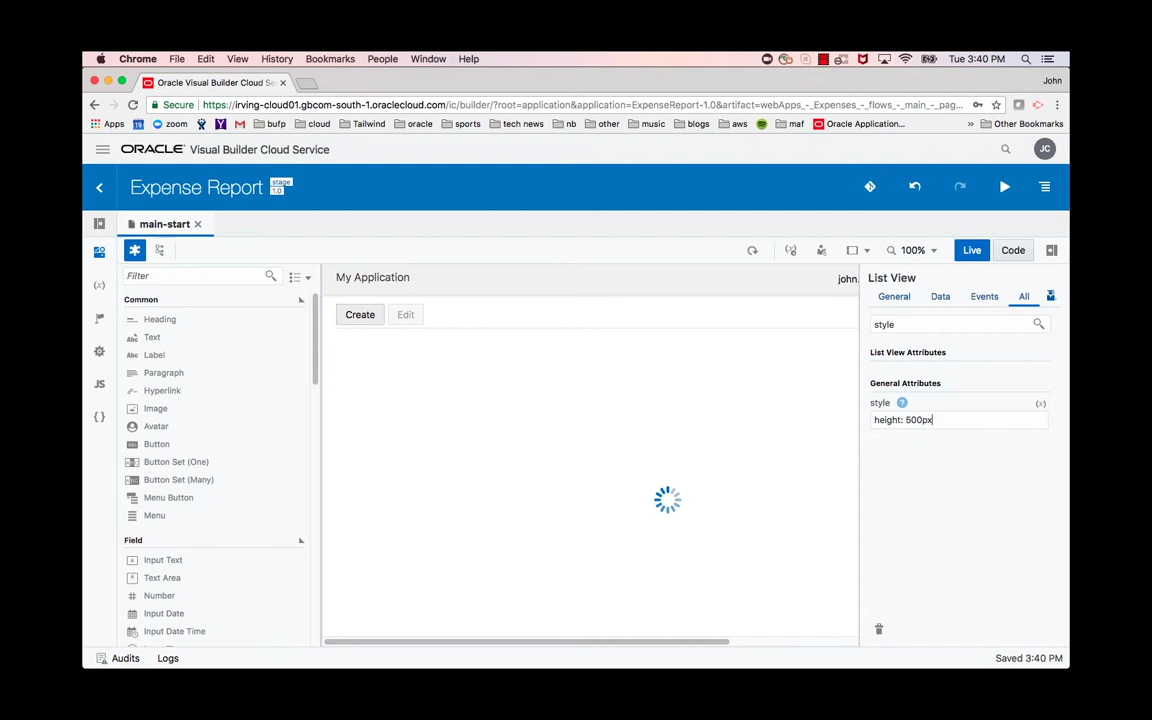 Chrome File Edit View History Bookmarks People Window Help Tue 3:40 PM
Oracle Visual Builder Cloud Se John
Secure https://irving-cloud01.gbcom-south-1.oraclecloud.com/ic/builder/?root=application&application=ExpenseReport-1.0&artifact=webApps_-_Expenses_-_flows_-_main_-_pag...
Apps 19 zoom Y M bufp cloud Tailwind oracle sports tech news nb other music blogs aws maf Oracle Application... » Other Bookmarks
ORACLE Visual Builder Cloud Service JC
Expense Report stage
1.0
main-start
100% Live Code
Filter
My Application john.
List View
General Data Events All
Common
Create Edit
style
Heading
Text
Label
Paragraph
Hyperlink
Image
Avatar
Button
Button Set (One)
Button Set (Many)
Menu Button
Menu
Field
Input Text
Text Area
Number
Input Date
Input Date Time
List View Attributes
General Attributes
style ? (x)
height: 500px
(x)
JS
{ }
Audits Logs Saved 3:40 PM